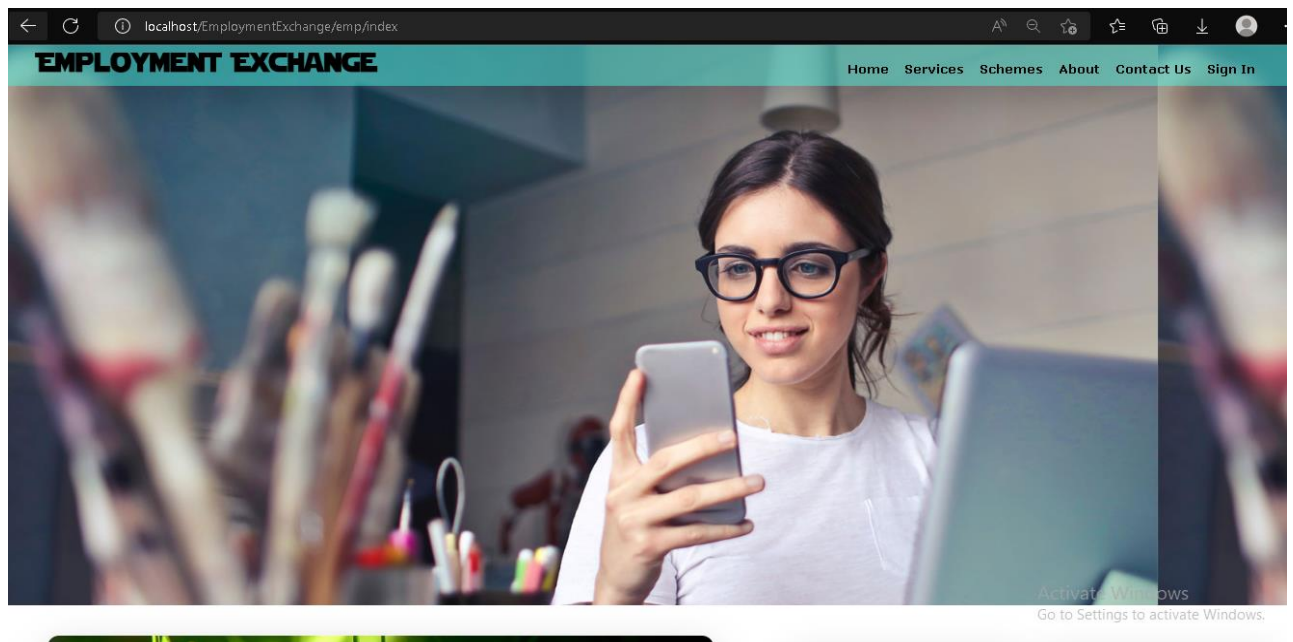 localhost/EmploymentExchange/emp/index
EMPLOYMENT EXCHANGE
Home Services Schemes About Contact Us Sign In
Activate Windows
Go to Settings to activate Windows.